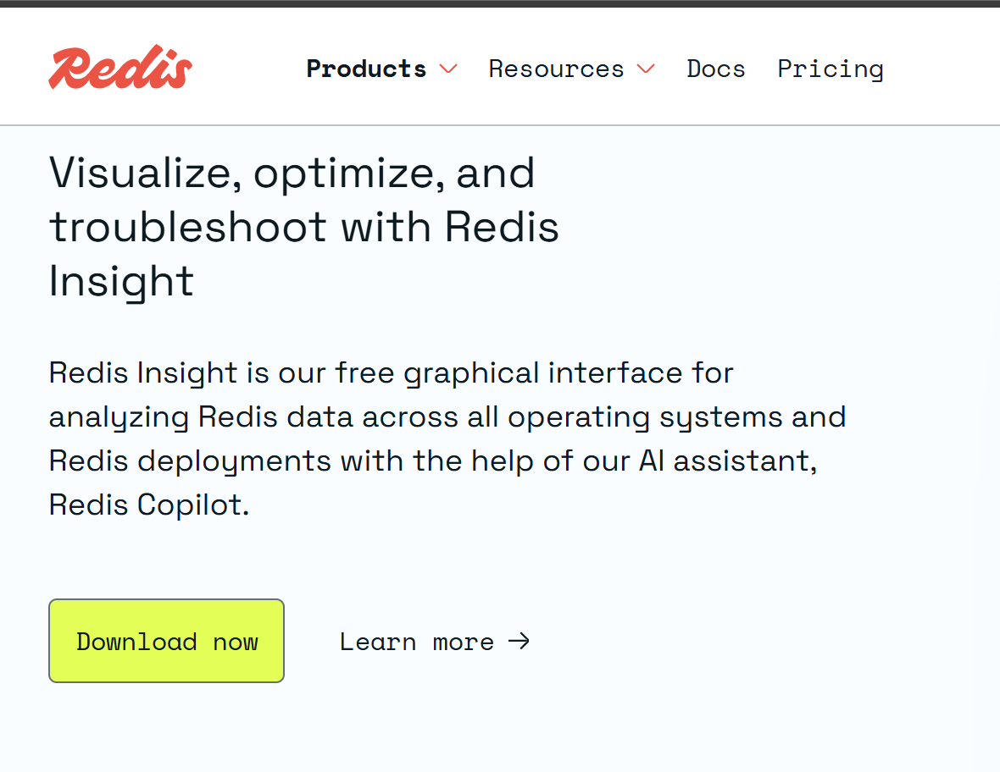 Redis
Products Resources Docs Pricing
Visualize, optimize, and
troubleshoot with Redis
Insight
Redis Insight is our free graphical interface for
analyzing Redis data across all operating systems and
Redis deployments with the help of our AI assistant,
Redis Copilot.
Download now Learn more →